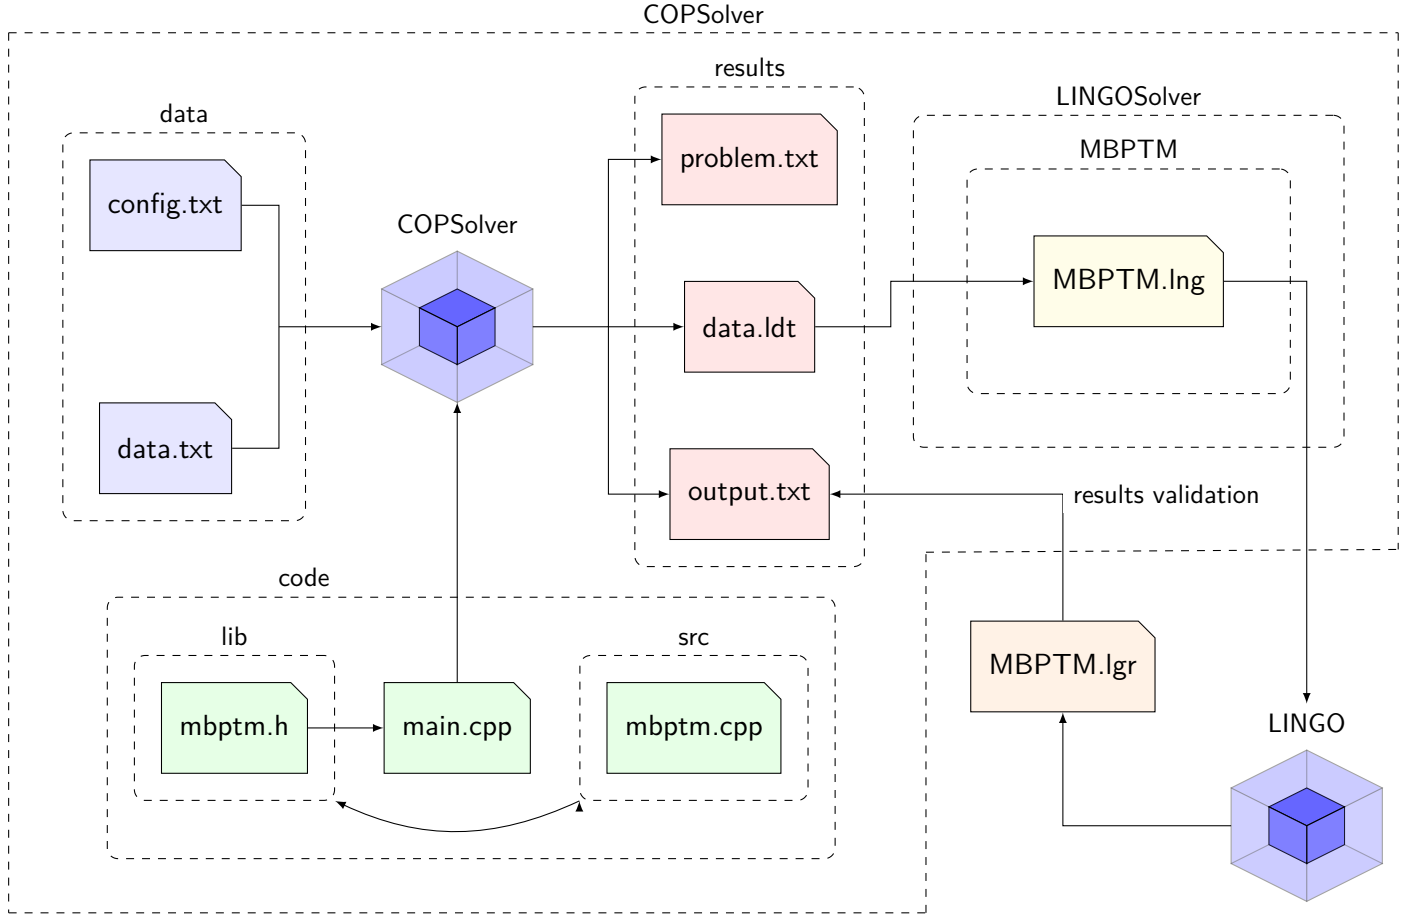 COPSolver
results
LINGOSolver
data
MBPTM
problem.txt
config.txt
COPSolver
MBPTM.lng
data.ldt
data.txt
output.txt
results validation
code
lib
src
MBPTM.lgr
mbptm.h
main.cpp
mbptm.cpp
LINGO